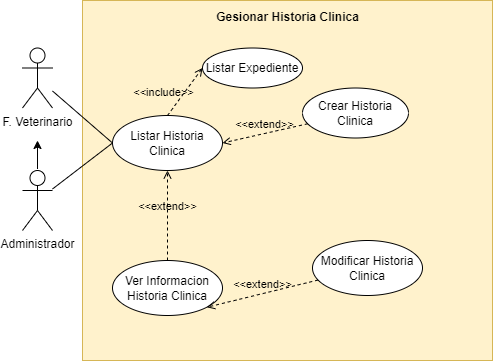 Gesionar Historia Clinica
Listar Expediente
<<include>>
Crear Historia
Clinica
<<extend>>
F. Veterinario
Listar Historia
Clinica
<<extend>>
Administrador
Modificar Historia
Clinica
<<extend>>
Ver Informacion
Historia Clinica